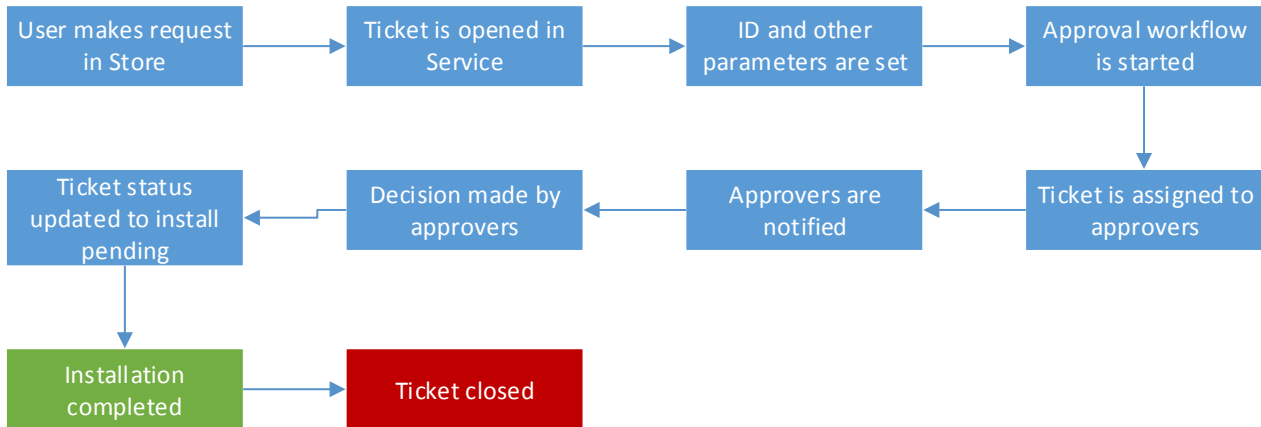 User makes request
in Store
Ticket is opened in
Service
ID and other
parameters are set
Approval workflow
is started
Ticket status
updated to install
pending
Decision made by
approvers
Approvers are
notified
Ticket is assigned to
approvers
Installation
completed
Ticket closed